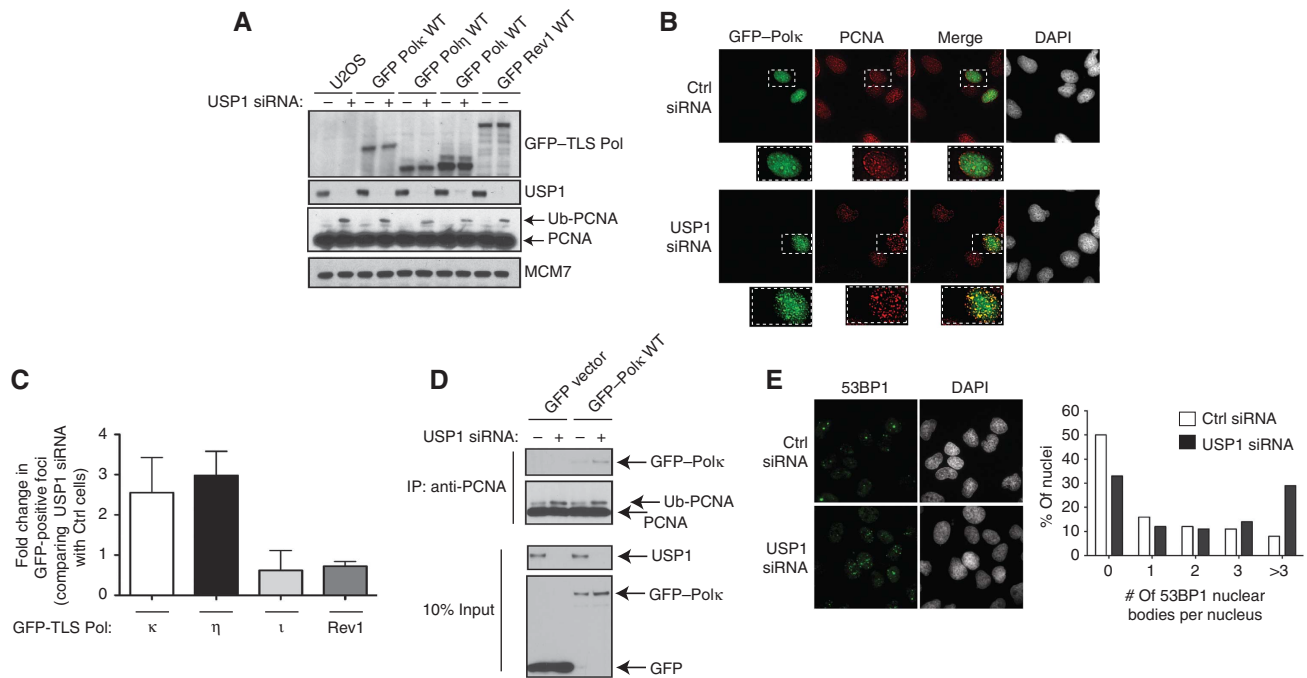 A
U2OS
GFP Polκ WT
GFP Polη WT
GFP Polι WT
GFP Rev1 WT
USP1 siRNA: – + – + – + – + – –
GFP–TLS Pol
USP1
Ub-PCNA
PCNA
MCM7
B
GFP–Polκ PCNA Merge DAPI
Ctrl
siRNA
USP1
siRNA
C
Fold change in
GFP-positive foci
(comparing USP1 siRNA
with Ctrl cells)
4
3
2
1
0
GFP-TLS Pol: κ η ι Rev1
D
GFP vector
GFP–Polκ WT
USP1 siRNA: – + – +
IP: anti-PCNA
GFP–Polκ
Ub-PCNA
PCNA
10% Input
USP1
GFP–Polκ
GFP
E
53BP1 DAPI
Ctrl
siRNA
USP1
siRNA
% Of nuclei
60
50
40
30
20
10
0
Ctrl siRNA
USP1 siRNA
0 1 2 3 >3
# Of 53BP1 nuclear
bodies per nucleus